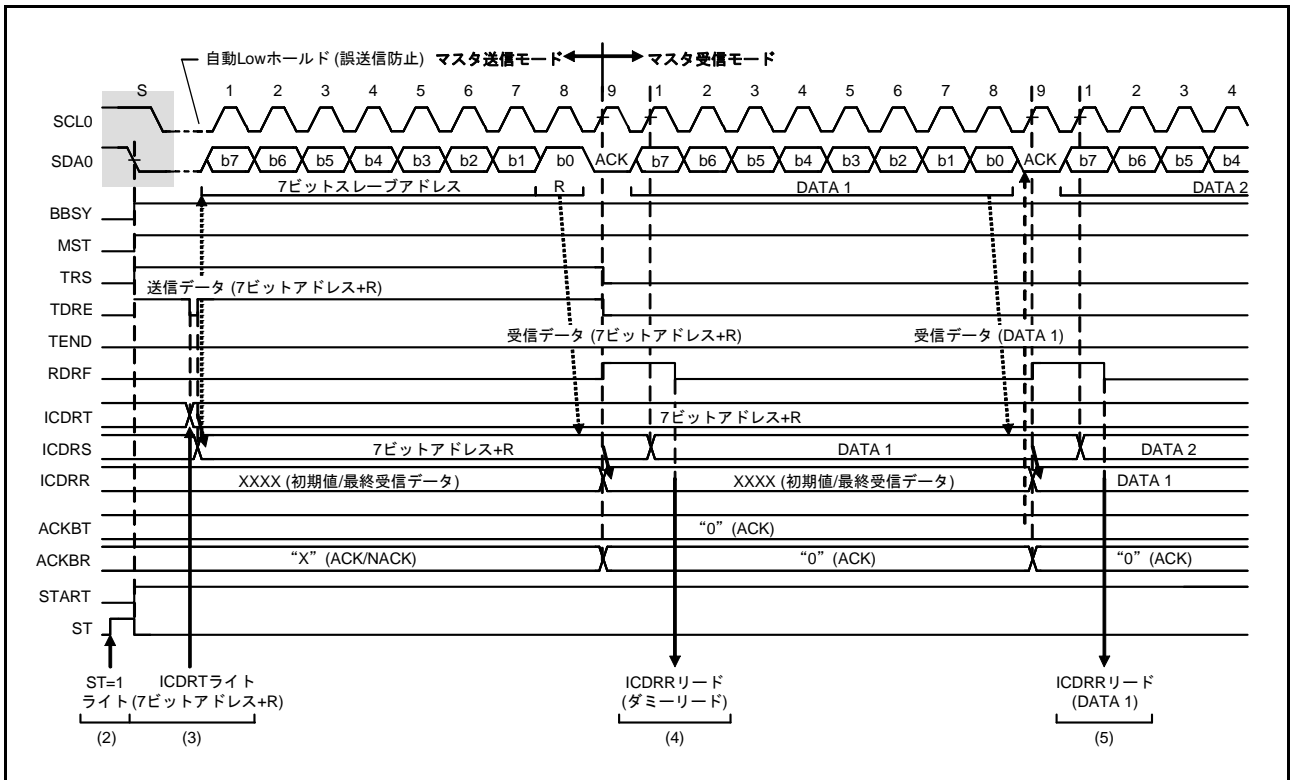 自動Lowホールド (誤送信防止) マスタ送信モード マスタ受信モード
S 1 2 3 4 5 6 7 8 9 1 2 3 4 5 6 7 8 9 1 2 3 4
SCL0
SDA0 b7 b6 b5 b4 b3 b2 b1 b0 ACK b7 b6 b5 b4 b3 b2 b1 b0 ACK b7 b6 b5 b4
7ビットスレーブアドレス R DATA 1 DATA 2
BBSY
MST
TRS
送信データ (7ビットアドレス+R)
TDRE
受信データ (7ビットアドレス+R) 受信データ (DATA 1)
TEND
RDRF
ICDRT 7ビットアドレス+R
ICDRS 7ビットアドレス+R DATA 1 DATA 2
ICDRR XXXX (初期値/最終受信データ) XXXX (初期値/最終受信データ) DATA 1
ACKBT “0” (ACK)
ACKBR “X” (ACK/NACK) “0” (ACK) “0” (ACK)
START
ST
ST=1 ICDRTライト ICDRRリード ICDRRリード
ライト (7ビットアドレス+R) (ダミーリード) (DATA 1)
(2) (3) (4) (5)